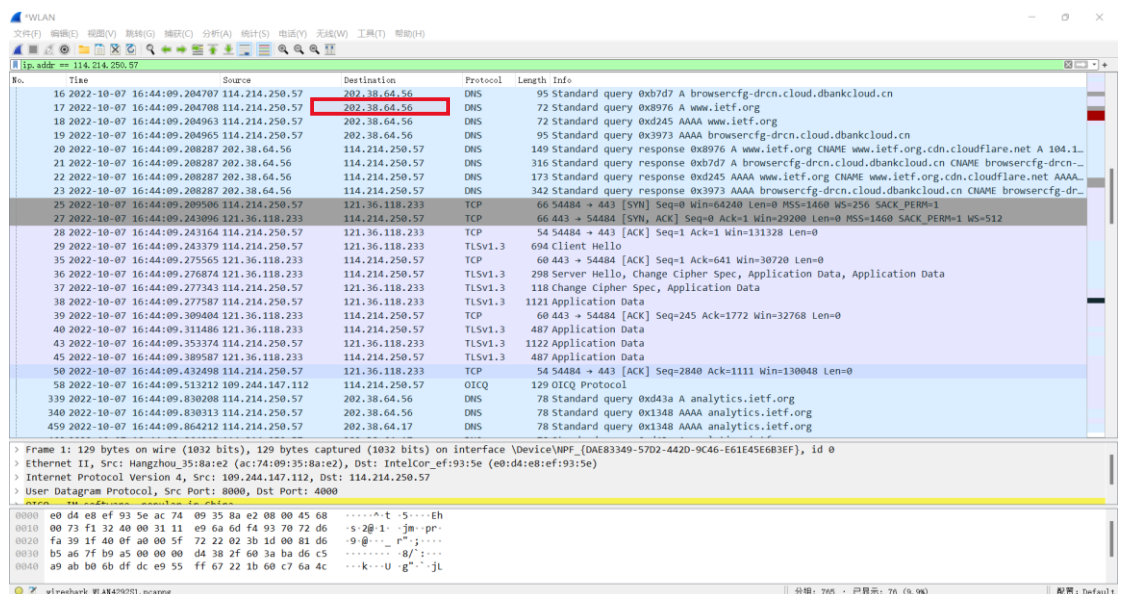 *WLAN
文件(F) 编辑(E) 视图(V) 跳转(G) 捕获(C) 分析(A) 统计(S) 电话(Y) 无线(W) 工具(T) 帮助(H)
ip.addr == 114.214.250.57
No. Time Source Destination Protocol Length Info
16 2022-10-07 16:44:09.204707 114.214.250.57 202.38.64.56 DNS 95 Standard query 0xb7d7 A browsercfg-drcn.cloud.dbankcloud.cn
17 2022-10-07 16:44:09.204708 114.214.250.57 202.38.64.56 DNS 72 Standard query 0x8976 A www.ietf.org
18 2022-10-07 16:44:09.204963 114.214.250.57 202.38.64.56 DNS 72 Standard query 0xd245 AAAA www.ietf.org
19 2022-10-07 16:44:09.204965 114.214.250.57 202.38.64.56 DNS 95 Standard query 0x3973 AAAA browsercfg-drcn.cloud.dbankcloud.cn
20 2022-10-07 16:44:09.208287 202.38.64.56 114.214.250.57 DNS 149 Standard query response 0x8976 A www.ietf.org CNAME www.ietf.org.cdn.cloudflare.net A 104.1…
21 2022-10-07 16:44:09.208287 202.38.64.56 114.214.250.57 DNS 316 Standard query response 0xb7d7 A browsercfg-drcn.cloud.dbankcloud.cn CNAME browsercfg-drcn-…
22 2022-10-07 16:44:09.208287 202.38.64.56 114.214.250.57 DNS 173 Standard query response 0xd245 AAAA www.ietf.org CNAME www.ietf.org.cdn.cloudflare.net AAAA…
23 2022-10-07 16:44:09.208287 202.38.64.56 114.214.250.57 DNS 342 Standard query response 0x3973 AAAA browsercfg-drcn.cloud.dbankcloud.cn CNAME browsercfg-dr…
25 2022-10-07 16:44:09.209506 114.214.250.57 121.36.118.233 TCP 66 54484 → 443 [SYN] Seq=0 Win=64240 Len=0 MSS=1460 WS=256 SACK_PERM=1
27 2022-10-07 16:44:09.243096 121.36.118.233 114.214.250.57 TCP 66 443 → 54484 [SYN, ACK] Seq=0 Ack=1 Win=29200 Len=0 MSS=1460 SACK_PERM=1 WS=512
28 2022-10-07 16:44:09.243164 114.214.250.57 121.36.118.233 TCP 54 54484 → 443 [ACK] Seq=1 Ack=1 Win=131328 Len=0
29 2022-10-07 16:44:09.243379 114.214.250.57 121.36.118.233 TLSv1.3 694 Client Hello
35 2022-10-07 16:44:09.275565 121.36.118.233 114.214.250.57 TCP 60 443 → 54484 [ACK] Seq=1 Ack=641 Win=30720 Len=0
36 2022-10-07 16:44:09.276874 121.36.118.233 114.214.250.57 TLSv1.3 298 Server Hello, Change Cipher Spec, Application Data, Application Data
37 2022-10-07 16:44:09.277343 114.214.250.57 121.36.118.233 TLSv1.3 118 Change Cipher Spec, Application Data
38 2022-10-07 16:44:09.277587 114.214.250.57 121.36.118.233 TLSv1.3 1121 Application Data
39 2022-10-07 16:44:09.309404 121.36.118.233 114.214.250.57 TCP 60 443 → 54484 [ACK] Seq=245 Ack=1772 Win=32768 Len=0
40 2022-10-07 16:44:09.311486 121.36.118.233 114.214.250.57 TLSv1.3 487 Application Data
43 2022-10-07 16:44:09.353374 114.214.250.57 121.36.118.233 TLSv1.3 1122 Application Data
45 2022-10-07 16:44:09.389587 121.36.118.233 114.214.250.57 TLSv1.3 487 Application Data
50 2022-10-07 16:44:09.432498 114.214.250.57 121.36.118.233 TCP 54 54484 → 443 [ACK] Seq=2840 Ack=1111 Win=130048 Len=0
58 2022-10-07 16:44:09.513212 109.244.147.112 114.214.250.57 OICQ 129 OICQ Protocol
339 2022-10-07 16:44:09.830208 114.214.250.57 202.38.64.56 DNS 78 Standard query 0xd43a A analytics.ietf.org
340 2022-10-07 16:44:09.830313 114.214.250.57 202.38.64.56 DNS 78 Standard query 0x1348 AAAA analytics.ietf.org
459 2022-10-07 16:44:09.864212 114.214.250.57 202.38.64.17 DNS 78 Standard query 0x1348 AAAA analytics.ietf.org
> Frame 1: 129 bytes on wire (1032 bits), 129 bytes captured (1032 bits) on interface \Device\NPF_{DAE83349-57D2-442D-9C46-E61E45E6B3EF}, id 0
> Ethernet II, Src: Hangzhou_35:8a:e2 (ac:74:09:35:8a:e2), Dst: IntelCor_ef:93:5e (e0:d4:e8:ef:93:5e)
> Internet Protocol Version 4, Src: 109.244.147.112, Dst: 114.214.250.57
> User Datagram Protocol, Src Port: 8000, Dst Port: 4000
> OICQ - IM software, popular in China
0000 e0 d4 e8 ef 93 5e ac 74 09 35 8a e2 08 00 45 68 ·····^·t ·5····Eh
0010 00 73 f1 32 40 00 31 11 e9 6a 6d f4 93 70 72 d6 ·s·2@·1· ·jm··pr·
0020 fa 39 1f 40 0f a0 00 5f 72 22 02 3b 1d 00 81 d6 ·9·@···_ r"·;····
0030 b5 a6 7f b9 a5 00 00 00 d4 38 2f 60 3a ba d6 c5 ········ ·8/`:···
0040 a9 ab b0 6b df dc e9 55 ff 67 22 1b 60 c7 6a 4c ···k···U ·g"·`·jL
wireshark_WLAN4292S1.pcapng 分组: 765 · 已显示: 76 (9.9%) 配置: Default